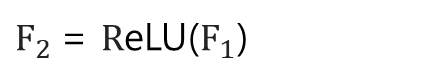 F₂ = ReLU(F₁)